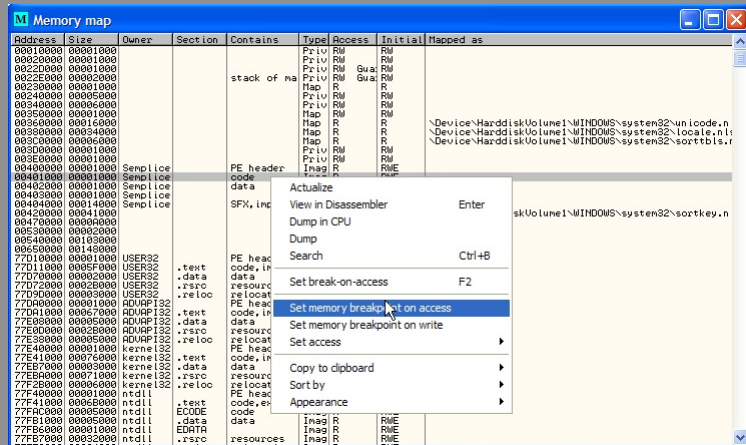 M Memory map
Address Size Owner Section Contains Type Access Initial Mapped as
00010000 00001000 Priv RW RW
00020000 00001000 Priv RW RW
0022D000 00001000 Priv RW Gua RW
0022E000 00002000 stack of ma Priv RW Gua RW
00230000 00001000 Map R R
00240000 00005000 Priv RW RW
00340000 00006000 Priv RW RW
00350000 00001000 Map RW RW
00360000 00016000 Map R R \Device\HarddiskVolume1\WINDOWS\system32\unicode.n
00380000 00034000 Map R R \Device\HarddiskVolume1\WINDOWS\system32\locale.nls
003C0000 00006000 Map R R \Device\HarddiskVolume1\WINDOWS\system32\sorttbls.n
003D0000 00001000 Priv RW RW
003E0000 00001000 Priv RW RW
00400000 00001000 Semplice PE header Imag R RWE
00401000 00001000 Semplice code Imag R RWE
00402000 00001000 Semplice data
00403000 00001000 Semplice
00404000 00014000 Semplice SFX,imp
00420000 00041000 skVolume1\WINDOWS\system32\sortkey.n
00470000 0000A000
00530000 00002000
00540000 00103000
00650000 00148000
77D10000 00001000 USER32 PE head
77D11000 0005F000 USER32 .text code,im
77D70000 00002000 USER32 .data data
77D72000 0002B000 USER32 .rsrc resourc
77D9D000 00003000 USER32 .reloc relocat
77DA0000 00001000 ADVAPI32 PE head
77DA1000 00067000 ADVAPI32 .text code,im
77E08000 00005000 ADVAPI32 .data data
77E0D000 0002B000 ADVAPI32 .rsrc resourc
77E38000 00005000 ADVAPI32 .reloc relocat
77E40000 00001000 kernel32 PE head
77E41000 00076000 kernel32 .text code,im
77EB7000 00003000 kernel32 .data data
77EBA000 00071000 kernel32 .rsrc resourc
77F2B000 00006000 kernel32 .reloc relocat
77F40000 00001000 ntdll PE head
77F41000 0006B000 ntdll .text code,ex
77FAC000 00005000 ntdll ECODE code
77FB1000 00005000 ntdll .data data Imag R RWE
77FB6000 00001000 ntdll EDATA Imag R RWE
77FB7000 00032000 ntdll .rsrc resources Imag R RWE
Actualize
View in Disassembler Enter
Dump in CPU
Dump
Search Ctrl+B
Set break-on-access F2
Set memory breakpoint on access
Set memory breakpoint on write
Set access
Copy to clipboard
Sort by
Appearance